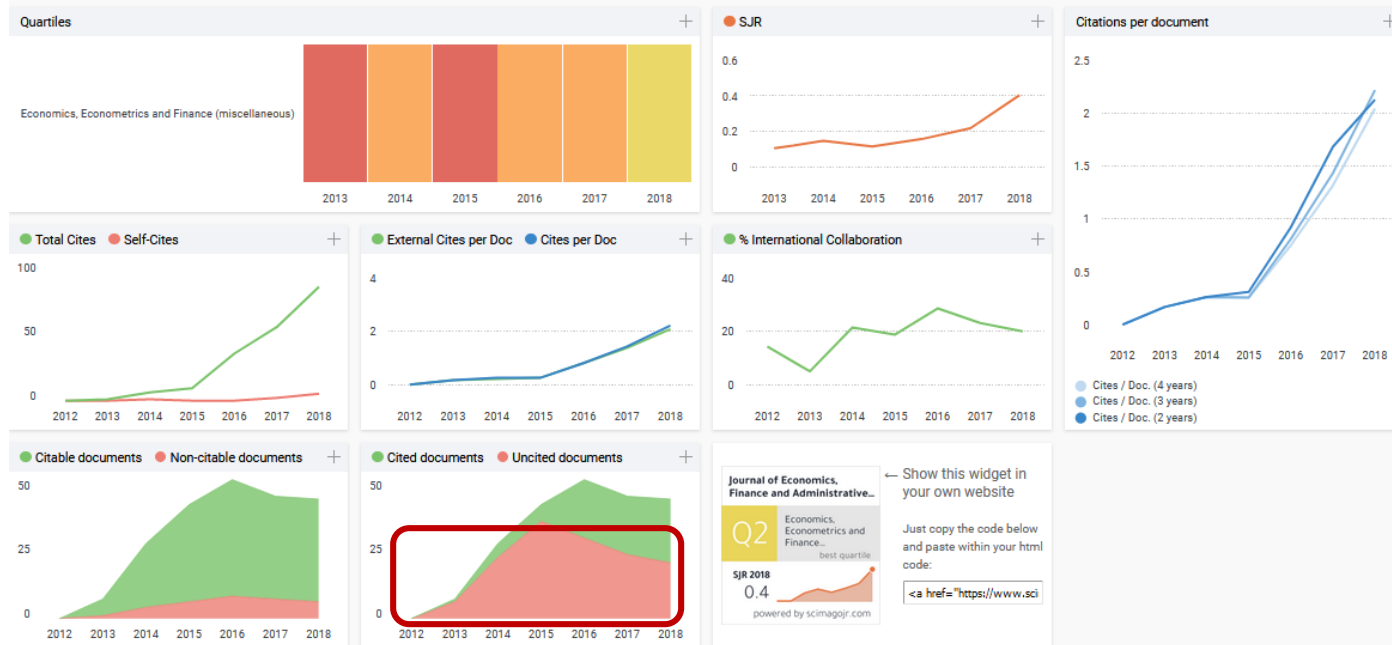 Quartiles
Economics, Econometrics and Finance (miscellaneous)
2013 2014 2015 2016 2017 2018
SJR
0.6
0.4
0.2
0
2013 2014 2015 2016 2017 2018
Citations per document
2.5
2
1.5
1
0.5
0
2012 2013 2014 2015 2016 2017 2018
Cites / Doc. (4 years)
Cites / Doc. (3 years)
Cites / Doc. (2 years)
Total Cites Self-Cites
100
50
0
2012 2013 2014 2015 2016 2017 2018
External Cites per Doc Cites per Doc
4
2
0
2012 2013 2014 2015 2016 2017 2018
% International Collaboration
40
20
0
2012 2013 2014 2015 2016 2017 2018
Citable documents Non-citable documents
50
25
0
2012 2013 2014 2015 2016 2017 2018
Cited documents Uncited documents
50
25
0
2012 2013 2014 2015 2016 2017 2018
Journal of Economics,
Finance and Administrative...
Q2
Economics,
Econometrics and
Finance...
best quartile
SJR 2018
0.4
powered by scimagojr.com
← Show this widget in
your own website
Just copy the code below
and paste within your html
code:
<a href="https://www.sci